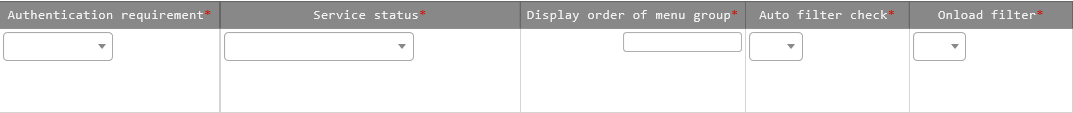 Authentication requirement* Service status* Display order of menu group* Auto filter check* Onload filter*